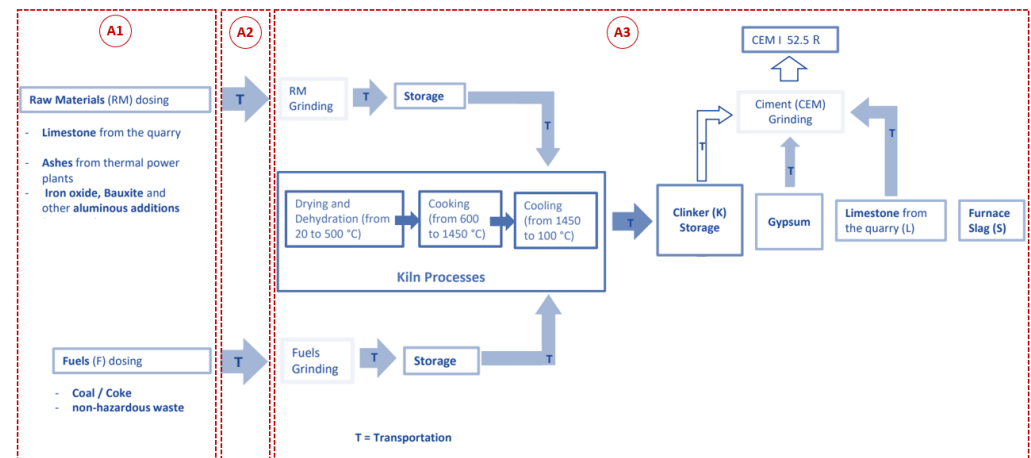 A1
A2
A3
CEM I 52.5 R
Raw Materials (RM) dosing
T
RM
Grinding
T
Storage
T
Ciment (CEM)
Grinding
- Limestone from the quarry
- Ashes from thermal power
plants
- Iron oxide, Bauxite and
other aluminous additions
T
T
T
Drying and
Dehydration (from
20 to 500 °C)
Cooking
(from 600
to 1450 °C)
Cooling
(from 1450
to 100 °C)
Kiln Processes
T
Clinker (K)
Storage
Gypsum
Limestone from
the quarry (L)
Furnace
Slag (S)
Fuels (F) dosing
T
Fuels
Grinding
T
Storage
T
- Coal / Coke
- non-hazardous waste
T = Transportation